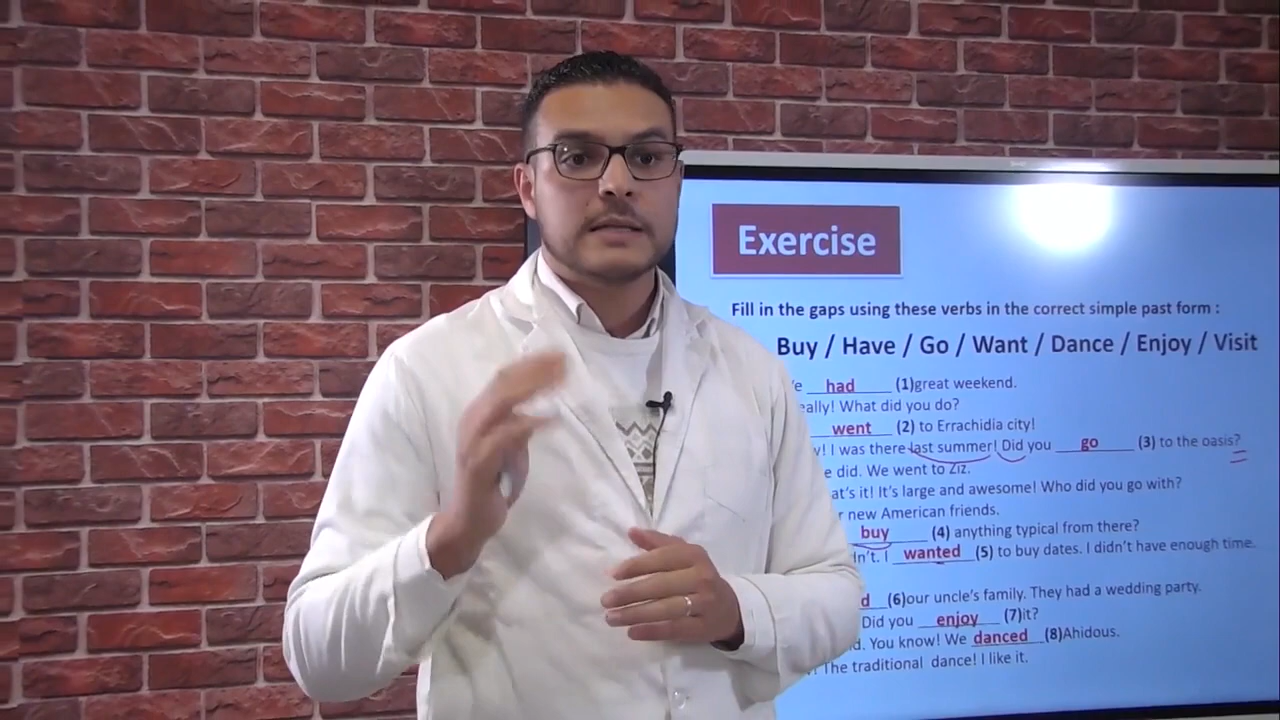 Exercise
Fill in the gaps using these verbs in the correct simple past form :
Buy / Have / Go / Want / Dance / Enjoy / Visit
had (1)great weekend.
What did you do?
went (2) to Errachidia city!
I was there last summer! Did you go (3) to the oasis?
did. We went to Ziz.
it! It's large and awesome! Who did you go with?
new American friends.
buy (4) anything typical from there?
I wanted (5) to buy dates. I didn't have enough time.
(6)our uncle's family. They had a wedding party.
Did you enjoy (7)it?
You know! We danced (8)Ahidous.
The traditional dance! I like it.